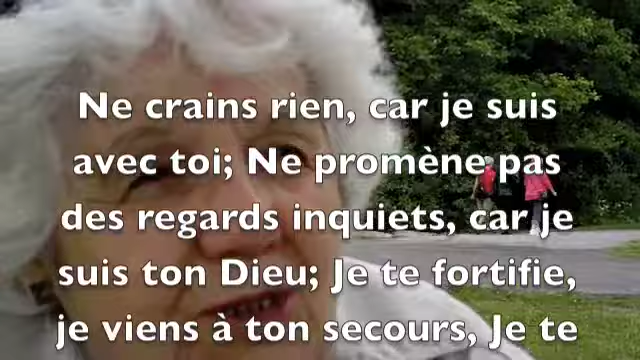 Ne crains rien, car je suis
avec toi; Ne promène pas
des regards inquiets, car je
suis ton Dieu; Je te fortifie,
je viens à ton secours, Je te